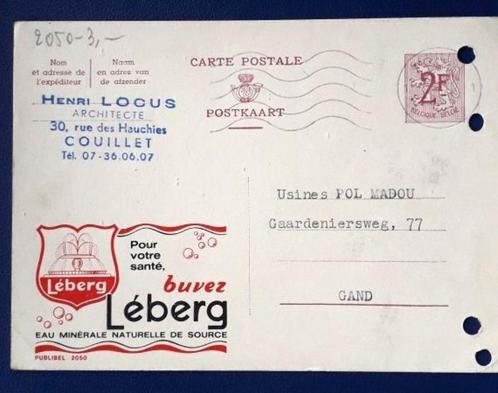 2050-3,-
Nom
et adresse de
l'expéditeur
Naam
en adres van
de afzender
CARTE POSTALE
POSTKAART
2F
BELGIQUE-BELGIË
HENRI LOCUS
ARCHITECTE
30, rue des Hauchies
COUILLET
Tél. 07-36.06.07
Usines POL MADOU
Gaardeniersweg, 77
GAND
Léberg
Pour
votre
santé,
buvez
Léberg
EAU MINÉRALE NATURELLE DE SOURCE
PUBLIBEL 2050